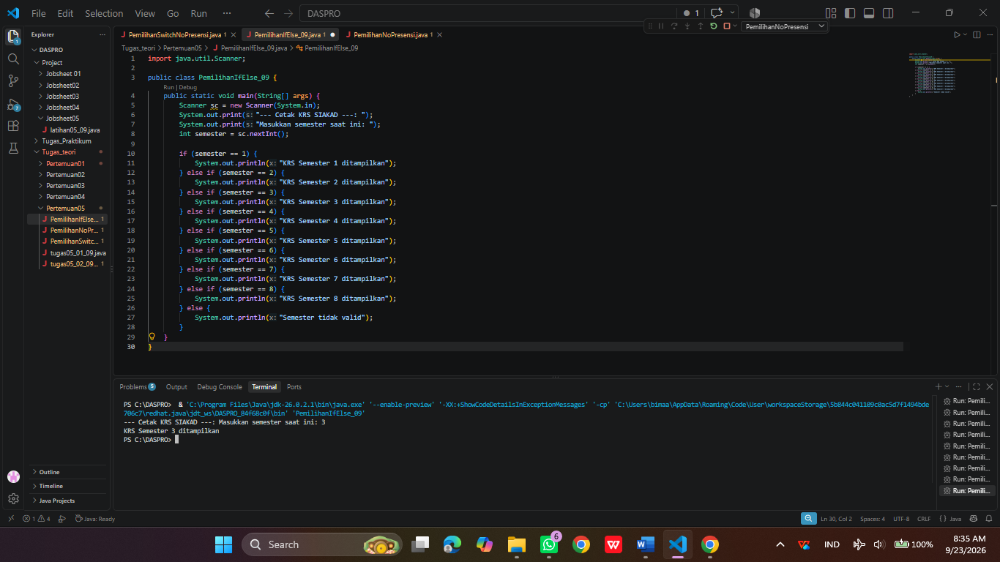 File Edit Selection View Go Run ··· DASPRO 1
Explorer ···
DASPRO
Project
Jobsheet 01
Jobsheet02
Jobsheet03
Jobsheet04
Jobsheet05
latihan05_09.java
Tugas_Praktikum
Tugas_teori
Pertemuan01
Pertemuan02
Pertemuan03
Pertemuan04
Pertemuan05
PemilihanIfElse... 1
PemilihanNoPr... 1
PemilihanSwitc... 1
tugas05_01_09.java
tugas05_02_09... 1
Outline
Timeline
Java Projects
1
7
PemilihanSwitchNoPresensi.java 1 PemilihanIfElse_09.java 1 PemilihanNoPresensi.java 1
PemilihanNoPresensi
Tugas_teori > Pertemuan05 > PemilihanIfElse_09.java > PemilihanIfElse_09
1 import java.util.Scanner;
2
3 public class PemilihanIfElse_09 {
Run | Debug
4 public static void main(String[] args) {
5 Scanner sc = new Scanner(System.in);
6 System.out.print(s:"--- Cetak KRS SIAKAD ---: ");
7 System.out.print(s:"Masukkan semester saat ini: ");
8 int semester = sc.nextInt();
9
10 if (semester == 1) {
11 System.out.println(x:"KRS Semester 1 ditampilkan");
12 } else if (semester == 2) {
13 System.out.println(x:"KRS Semester 2 ditampilkan");
14 } else if (semester == 3) {
15 System.out.println(x:"KRS Semester 3 ditampilkan");
16 } else if (semester == 4) {
17 System.out.println(x:"KRS Semester 4 ditampilkan");
18 } else if (semester == 5) {
19 System.out.println(x:"KRS Semester 5 ditampilkan");
20 } else if (semester == 6) {
21 System.out.println(x:"KRS Semester 6 ditampilkan");
22 } else if (semester == 7) {
23 System.out.println(x:"KRS Semester 7 ditampilkan");
24 } else if (semester == 8) {
25 System.out.println(x:"KRS Semester 8 ditampilkan");
26 } else {
27 System.out.println(x:"Semester tidak valid");
28 }
29 }
30 }
Problems 5 Output Debug Console Terminal Ports
PS C:\DASPRO> & 'C:\Program Files\Java\jdk-26.0.2.1\bin\java.exe' '--enable-preview' '-XX:+ShowCodeDetailsInExceptionMessages' '-cp' 'C:\Users\bimaa\AppData\Roaming\Code\User\workspaceStorage\5b844c041109c0ac5d7f1494bde
706c7\redhat.java\jdt_ws\DASPRO_84f68c0f\bin' 'PemilihanIfElse_09'
--- Cetak KRS SIAKAD ---: Masukkan semester saat ini: 3
KRS Semester 3 ditampilkan
PS C:\DASPRO>
Run: Pemili...
Run: Pemili...
Run: Pemili...
Run: Pemili...
Run: Pemili...
Run: Pemili...
Run: Pemili...
Run: Pemili...
Run: Pemili...
1 4 Java: Ready Ln 30, Col 2 Spaces: 4 UTF-8 CRLF { } Java
Search 6 W IND 100% 8:35 AM
9/23/2026